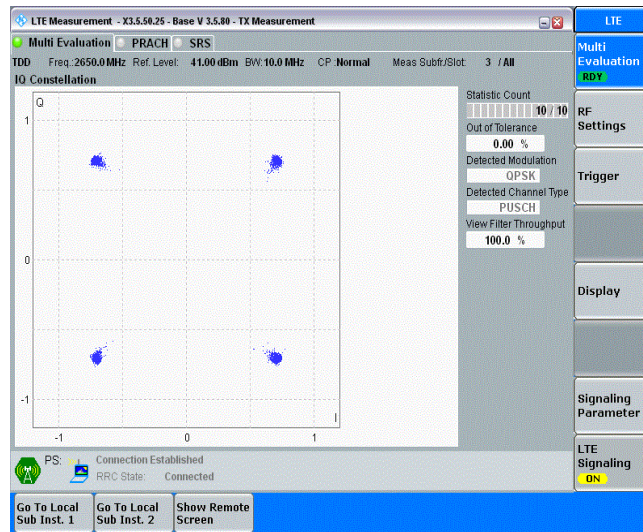 LTE Measurement - X3.5.50.25 - Base V 3.5.80 - TX Measurement
LTE
Multi Evaluation PRACH SRS
TDD Freq.:2650.0 MHz Ref. Level: 41.00 dBm BW:10.0 MHz CP :Normal Meas Subfr/Slot: 3 / All
IQ Constellation
Q
1
0
-1
-1 0 1
I
Statistic Count
10 / 10
Out of Tolerance
0.00 %
Detected Modulation
QPSK
Detected Channel Type
PUSCH
View Filter Throughput
100.0 %
Multi
Evaluation
RDY
RF
Settings
Trigger
Display
Signaling
Parameter
LTE
Signaling
ON
PS: Connection Established
RRC State: Connected
Go To Local
Sub Inst. 1
Go To Local
Sub Inst. 2
Show Remote
Screen